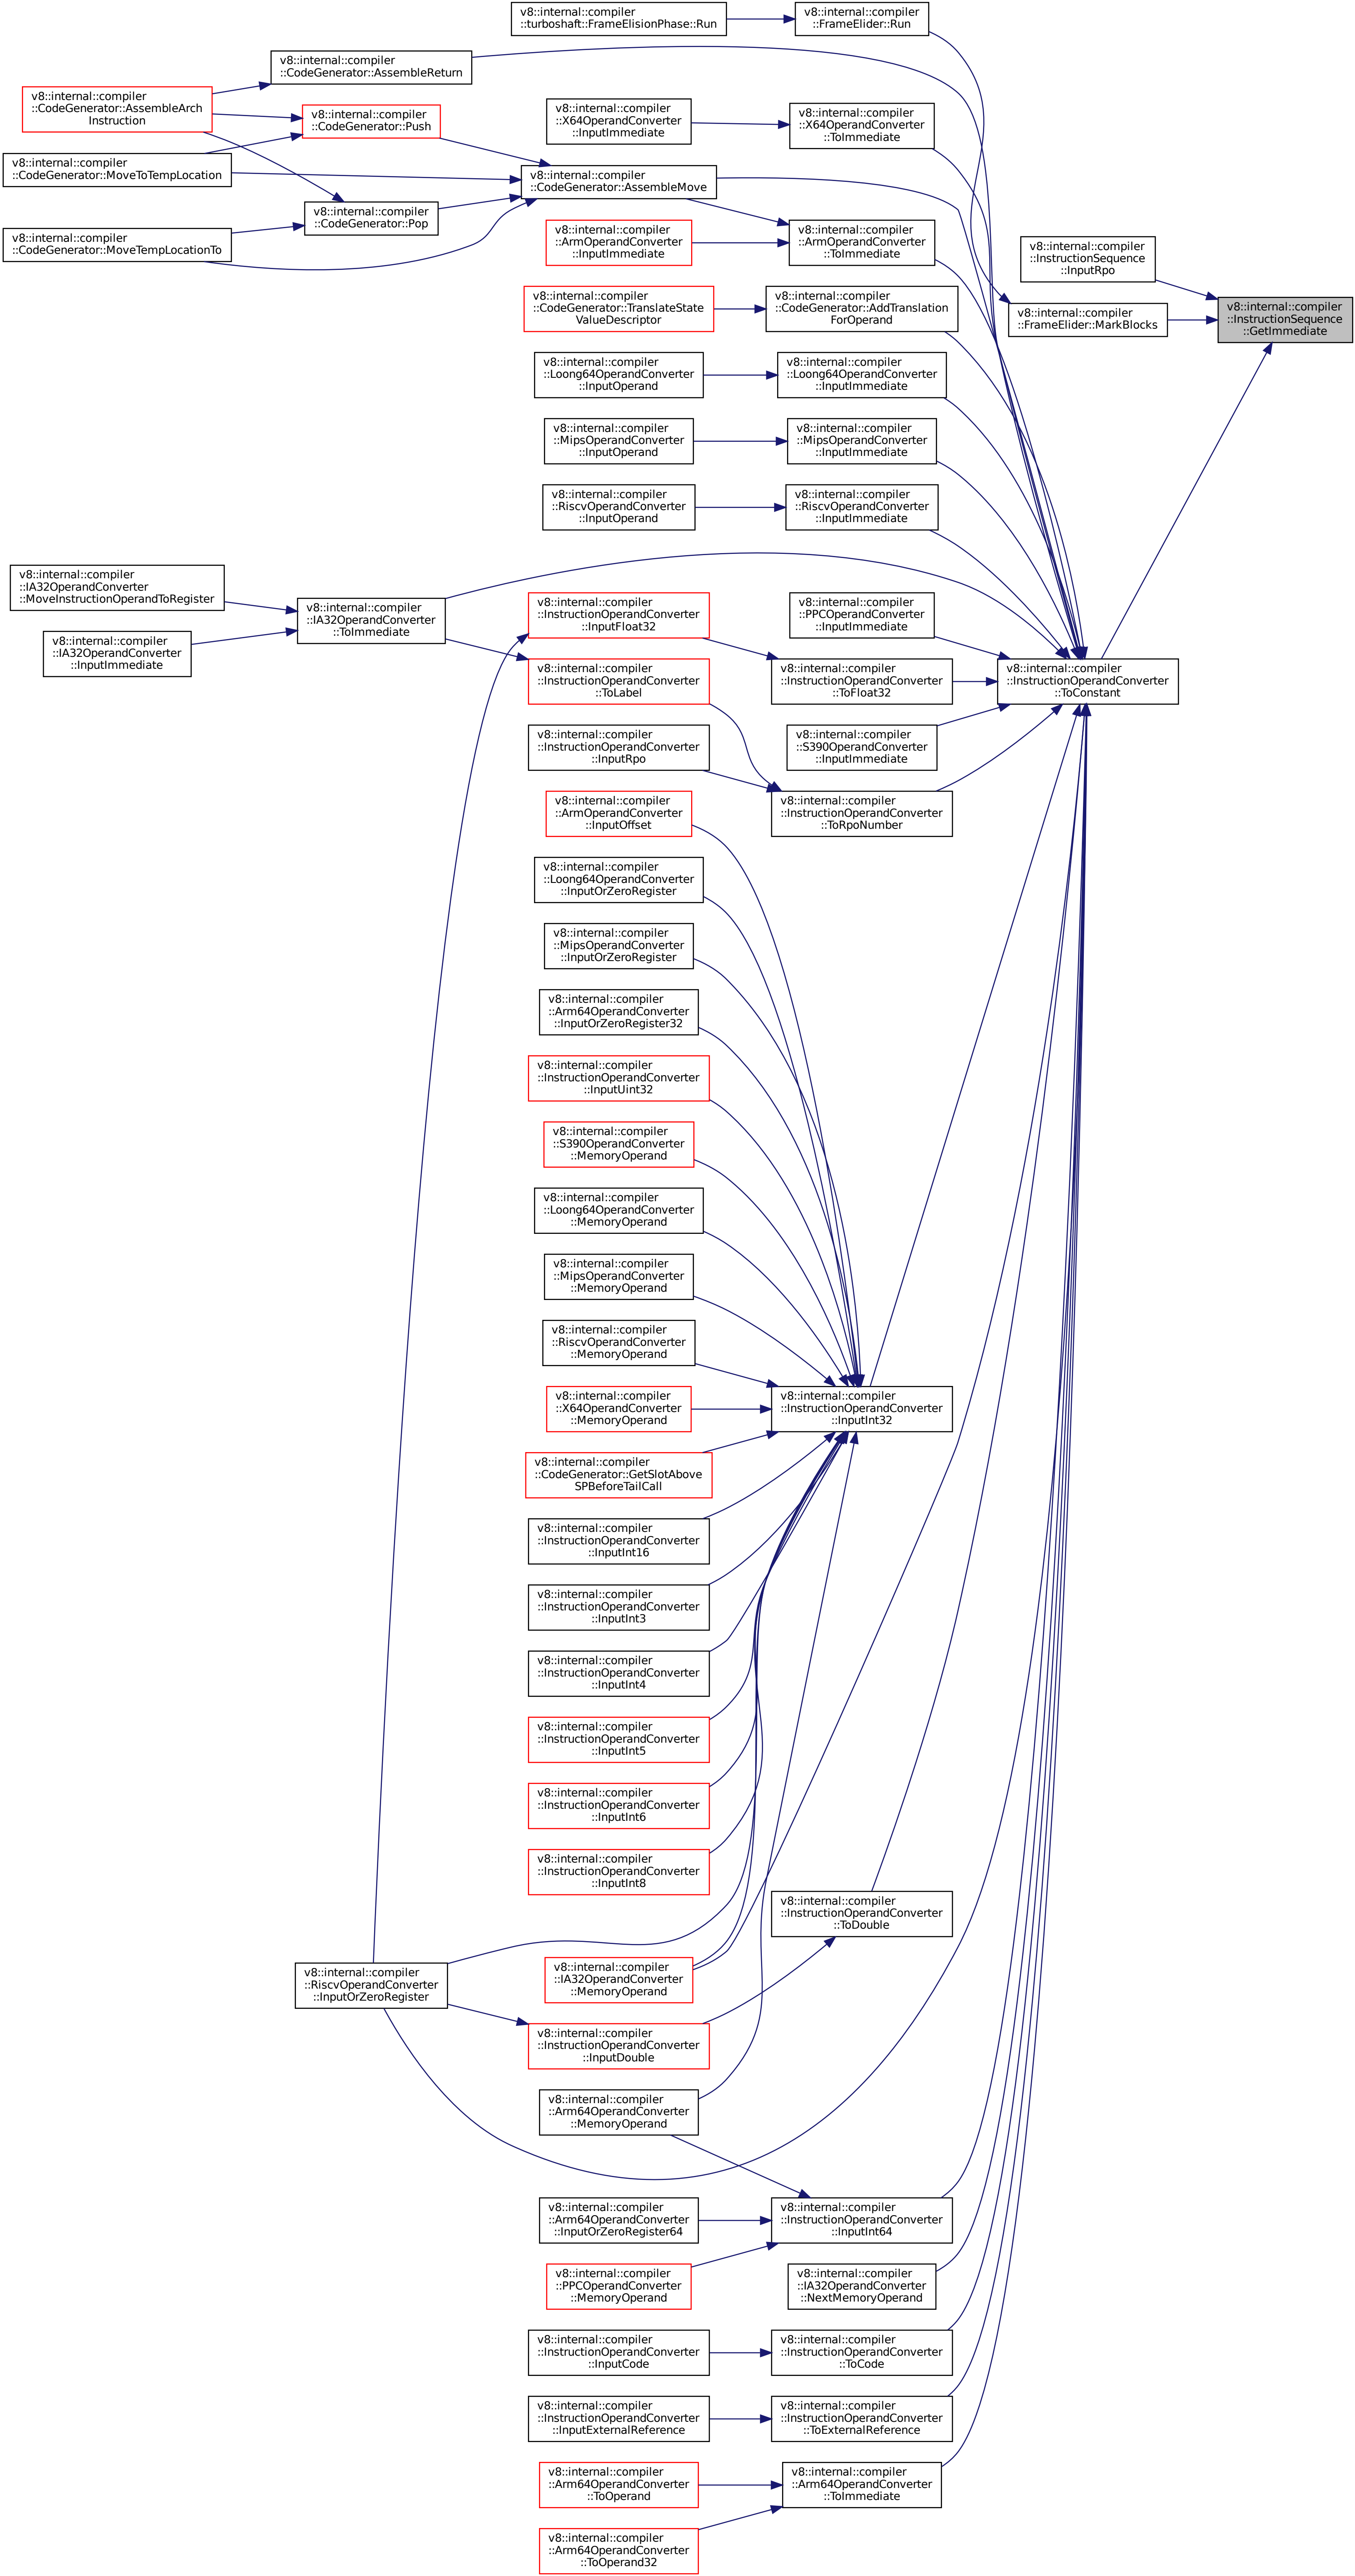 v8::internal::compiler
::turboshaft::FrameElisionPhase::Run
v8::internal::compiler
::FrameElider::Run
v8::internal::compiler
::CodeGenerator::AssembleReturn
v8::internal::compiler
::CodeGenerator::AssembleArch
Instruction
v8::internal::compiler
::CodeGenerator::Push
v8::internal::compiler
::X64OperandConverter
::InputImmediate
v8::internal::compiler
::X64OperandConverter
::ToImmediate
v8::internal::compiler
::CodeGenerator::MoveToTempLocation
v8::internal::compiler
::CodeGenerator::AssembleMove
v8::internal::compiler
::CodeGenerator::Pop
v8::internal::compiler
::CodeGenerator::MoveTempLocationTo
v8::internal::compiler
::ArmOperandConverter
::InputImmediate
v8::internal::compiler
::ArmOperandConverter
::ToImmediate
v8::internal::compiler
::InstructionSequence
::InputRpo
v8::internal::compiler
::CodeGenerator::TranslateState
ValueDescriptor
v8::internal::compiler
::CodeGenerator::AddTranslation
ForOperand
v8::internal::compiler
::FrameElider::MarkBlocks
v8::internal::compiler
::InstructionSequence
::GetImmediate
v8::internal::compiler
::Loong64OperandConverter
::InputOperand
v8::internal::compiler
::Loong64OperandConverter
::InputImmediate
v8::internal::compiler
::MipsOperandConverter
::InputOperand
v8::internal::compiler
::MipsOperandConverter
::InputImmediate
v8::internal::compiler
::RiscvOperandConverter
::InputOperand
v8::internal::compiler
::RiscvOperandConverter
::InputImmediate
v8::internal::compiler
::IA32OperandConverter
::MoveInstructionOperandToRegister
v8::internal::compiler
::IA32OperandConverter
::ToImmediate
v8::internal::compiler
::InstructionOperandConverter
::InputFloat32
v8::internal::compiler
::PPCOperandConverter
::InputImmediate
v8::internal::compiler
::IA32OperandConverter
::InputImmediate
v8::internal::compiler
::InstructionOperandConverter
::ToLabel
v8::internal::compiler
::InstructionOperandConverter
::ToFloat32
v8::internal::compiler
::InstructionOperandConverter
::ToConstant
v8::internal::compiler
::InstructionOperandConverter
::InputRpo
v8::internal::compiler
::S390OperandConverter
::InputImmediate
v8::internal::compiler
::ArmOperandConverter
::InputOffset
v8::internal::compiler
::InstructionOperandConverter
::ToRpoNumber
v8::internal::compiler
::Loong64OperandConverter
::InputOrZeroRegister
v8::internal::compiler
::MipsOperandConverter
::InputOrZeroRegister
v8::internal::compiler
::Arm64OperandConverter
::InputOrZeroRegister32
v8::internal::compiler
::InstructionOperandConverter
::InputUint32
v8::internal::compiler
::S390OperandConverter
::MemoryOperand
v8::internal::compiler
::Loong64OperandConverter
::MemoryOperand
v8::internal::compiler
::MipsOperandConverter
::MemoryOperand
v8::internal::compiler
::RiscvOperandConverter
::MemoryOperand
v8::internal::compiler
::X64OperandConverter
::MemoryOperand
v8::internal::compiler
::InstructionOperandConverter
::InputInt32
v8::internal::compiler
::CodeGenerator::GetSlotAbove
SPBeforeTailCall
v8::internal::compiler
::InstructionOperandConverter
::InputInt16
v8::internal::compiler
::InstructionOperandConverter
::InputInt3
v8::internal::compiler
::InstructionOperandConverter
::InputInt4
v8::internal::compiler
::InstructionOperandConverter
::InputInt5
v8::internal::compiler
::InstructionOperandConverter
::InputInt6
v8::internal::compiler
::InstructionOperandConverter
::InputInt8
v8::internal::compiler
::InstructionOperandConverter
::ToDouble
v8::internal::compiler
::RiscvOperandConverter
::InputOrZeroRegister
v8::internal::compiler
::IA32OperandConverter
::MemoryOperand
v8::internal::compiler
::InstructionOperandConverter
::InputDouble
v8::internal::compiler
::Arm64OperandConverter
::MemoryOperand
v8::internal::compiler
::Arm64OperandConverter
::InputOrZeroRegister64
v8::internal::compiler
::InstructionOperandConverter
::InputInt64
v8::internal::compiler
::PPCOperandConverter
::MemoryOperand
v8::internal::compiler
::IA32OperandConverter
::NextMemoryOperand
v8::internal::compiler
::InstructionOperandConverter
::InputCode
v8::internal::compiler
::InstructionOperandConverter
::ToCode
v8::internal::compiler
::InstructionOperandConverter
::InputExternalReference
v8::internal::compiler
::InstructionOperandConverter
::ToExternalReference
v8::internal::compiler
::Arm64OperandConverter
::ToOperand
v8::internal::compiler
::Arm64OperandConverter
::ToImmediate
v8::internal::compiler
::Arm64OperandConverter
::ToOperand32